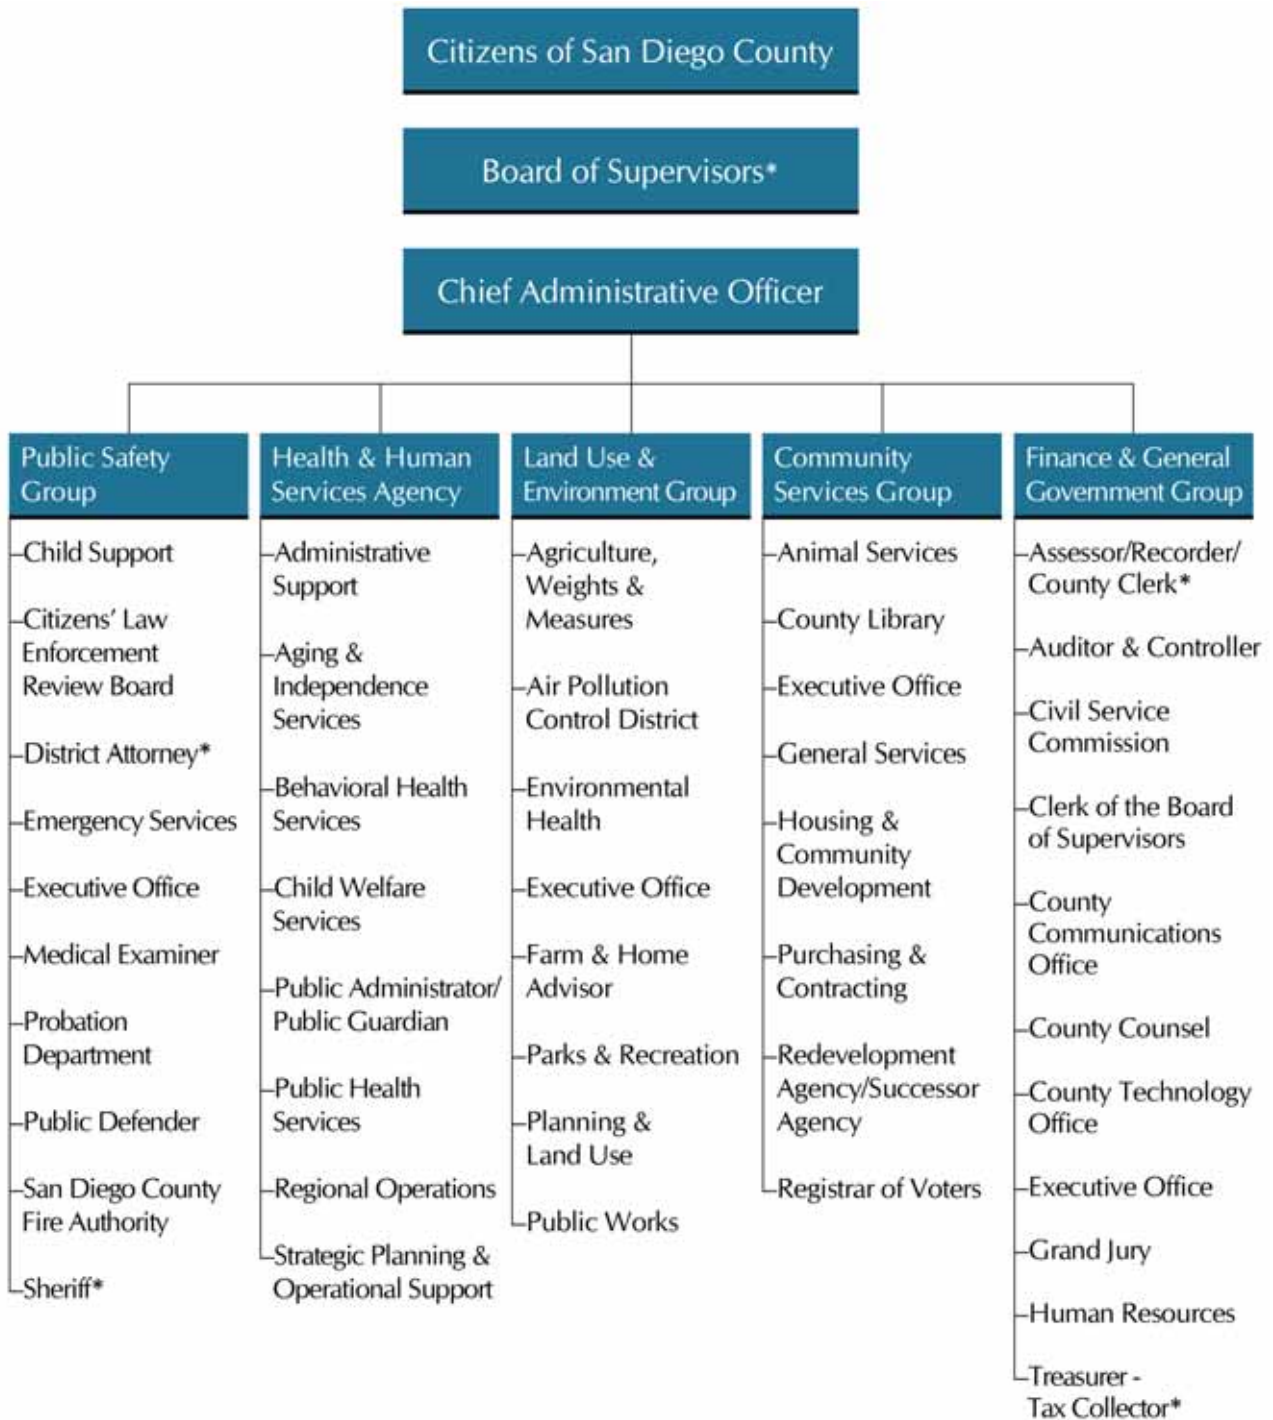 Citizens of San Diego County
Board of Supervisors*
Chief Administrative Officer
Public Safety
Group
Child Support
Citizens' Law
Enforcement
Review Board
District Attorney*
Emergency Services
Executive Office
Medical Examiner
Probation
Department
Public Defender
San Diego County
Fire Authority
Sheriff*
Health & Human
Services Agency
Administrative
Support
Aging &
Independence
Services
Behavioral Health
Services
Child Welfare
Services
Public Administrator/
Public Guardian
Public Health
Services
Regional Operations
Strategic Planning &
Operational Support
Land Use &
Environment Group
Agriculture,
Weights &
Measures
Air Pollution
Control District
Environmental
Health
Executive Office
Farm & Home
Advisor
Parks & Recreation
Planning &
Land Use
Public Works
Community
Services Group
Animal Services
County Library
Executive Office
General Services
Housing &
Community
Development
Purchasing &
Contracting
Redevelopment
Agency/Successor
Agency
Registrar of Voters
Finance & General
Government Group
Assessor/Recorder/
County Clerk*
Auditor & Controller
Civil Service
Commission
Clerk of the Board
of Supervisors
County
Communications
Office
County Counsel
County Technology
Office
Executive Office
Grand Jury
Human Resources
Treasurer -
Tax Collector*